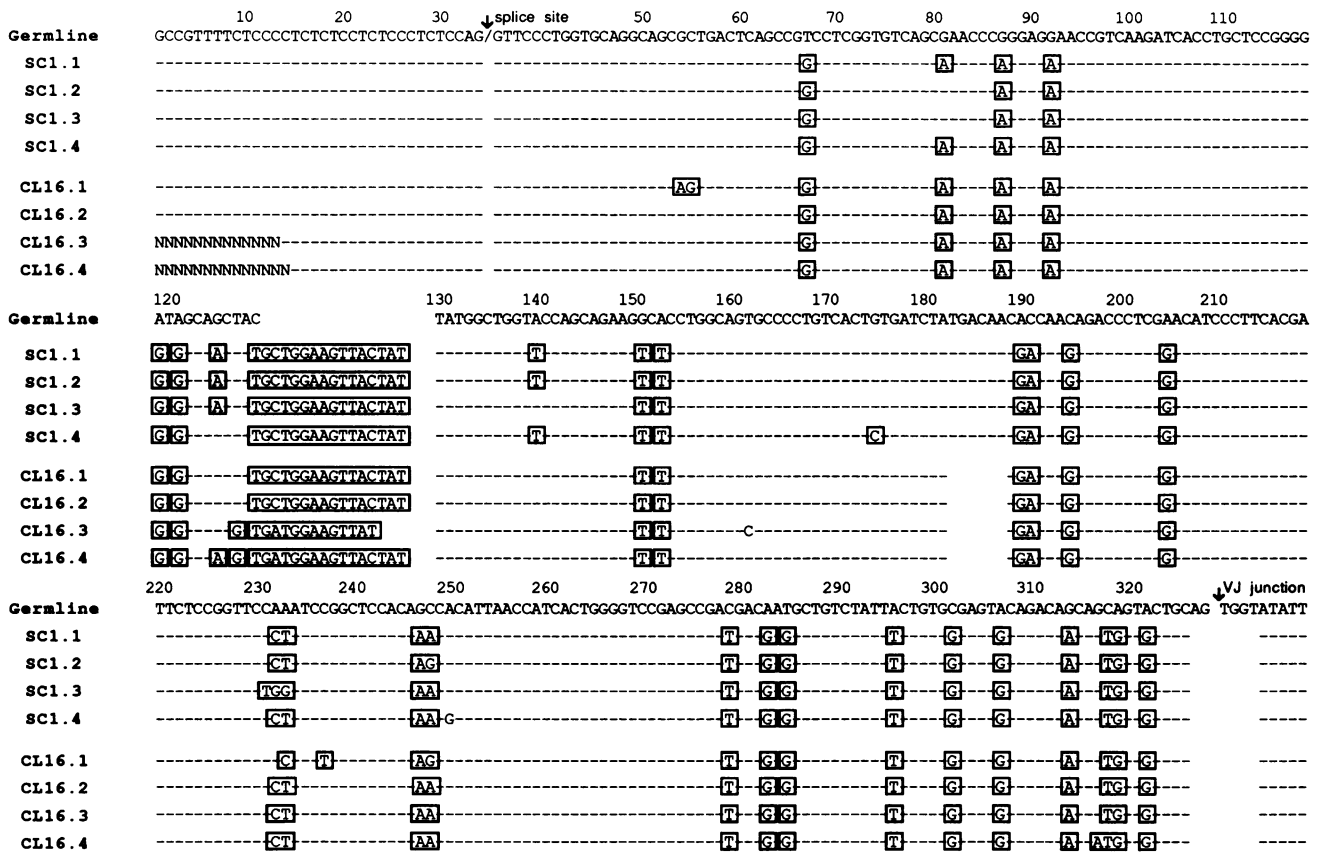 10 20 30 ↓splice site 50 60 70 80 90 100 110
Germline GCCGTTTTCTCCCCTCTCTCCTCTCCCTCTCCAG/GTTCCCTGGTGCAGGCAGCGCTGACTCAGCCGTCCTCGGTGTCAGCGAACCCGGGAGGAACCGTCAAGATCACCTGCTCCGGGG
SC1.1 ---------------------------------- --------------------------------G-------------A-----A----A--------------------------
SC1.2 ---------------------------------- --------------------------------G-------------------A----A--------------------------
SC1.3 ---------------------------------- --------------------------------G-------------------A----A--------------------------
SC1.4 ---------------------------------- --------------------------------G-------------A-----A----A--------------------------
CL16.1 ---------------------------------- -------------------AG-----------G-------------A-----A----A--------------------------
CL16.2 ---------------------------------- --------------------------------G-------------A-----A----A--------------------------
CL16.3 NNNNNNNNNNNNN--------------------- --------------------------------G-------------A-----A----A--------------------------
CL16.4 NNNNNNNNNNNNNN-------------------- --------------------------------G-------------A-----A----A--------------------------
120 130 140 150 160 170 180 190 200 210
Germline ATAGCAGCTAC TATGGCTGGTACCAGCAGAAGGCACCTGGCAGTGCCCCTGTCACTGTGATCTATGACAACACCAACAGACCCTCGAACATCCCTTCACGA
SC1.1 G-G---A---TGCTGGAAGTTACTAT ----------T----------T-T------------------------------------GA---G---------G--------------
SC1.2 G-G---A---TGCTGGAAGTTACTAT ----------T----------T-T------------------------------------GA---G---------G--------------
SC1.3 G-G---A---TGCTGGAAGTTACTAT ---------------------T-T------------------------------------GA---G---------G--------------
SC1.4 G-G-------TGCTGGAAGTTACTAT ----------T----------T-T---------------------C--------------GA---G---------G--------------
CL16.1 G-G-------TGCTGGAAGTTACTAT ---------------------T-T----------------------------- -GA---G---------G--------------
CL16.2 G-G-------TGCTGGAAGTTACTAT ---------------------T-T----------------------------- -GA---G---------G--------------
CL16.3 G-G-----G-TGATGGAAGTTAT ---------------------T-T--------C-------------------- -GA---G---------G--------------
CL16.4 G-G---A-G-TGATGGAAGTTACTAT ---------------------T-T----------------------------- -GA---G---------G--------------
220 230 240 250 260 270 280 290 300 310 320 ↓VJ junction
Germline TTCTCCGGTTCCAAATCCGGCTCCACAGCCACATTAACCATCACTGGGGTCCGAGCCGACGACAATGCTGTCTATTACTGTGCGAGTACAGACAGCAGCAGTACTGCAG TGGTATATT
SC1.1 ------------CT-------------AA-----------------------------T---G-G----------T-----G----G------A---TG--G---- -----
SC1.2 ------------CT-------------AG-----------------------------T---G-G----------T-----G----G------A---TG--G---- -----
SC1.3 -----------TGG-------------AA-----------------------------T---G-G----------T-----G----G------A---TG--G---- -----
SC1.4 ------------CT-------------AAG----------------------------T---G-G----------T-----G----G------A---TG--G---- -----
CL16.1 -------------C---T---------AG-----------------------------T---G-G----------T-----G----G------A---TG--G---- -----
CL16.2 ------------CT-------------AA-----------------------------T---G-G----------T-----G----G------A---TG--G---- -----
CL16.3 ------------CT-------------AA-----------------------------T---G-G----------T-----G----G------A---TG--G---- -----
CL16.4 ------------CT-------------AA-----------------------------T---G-G----------T-----G----G------A--ATG--G---- -----